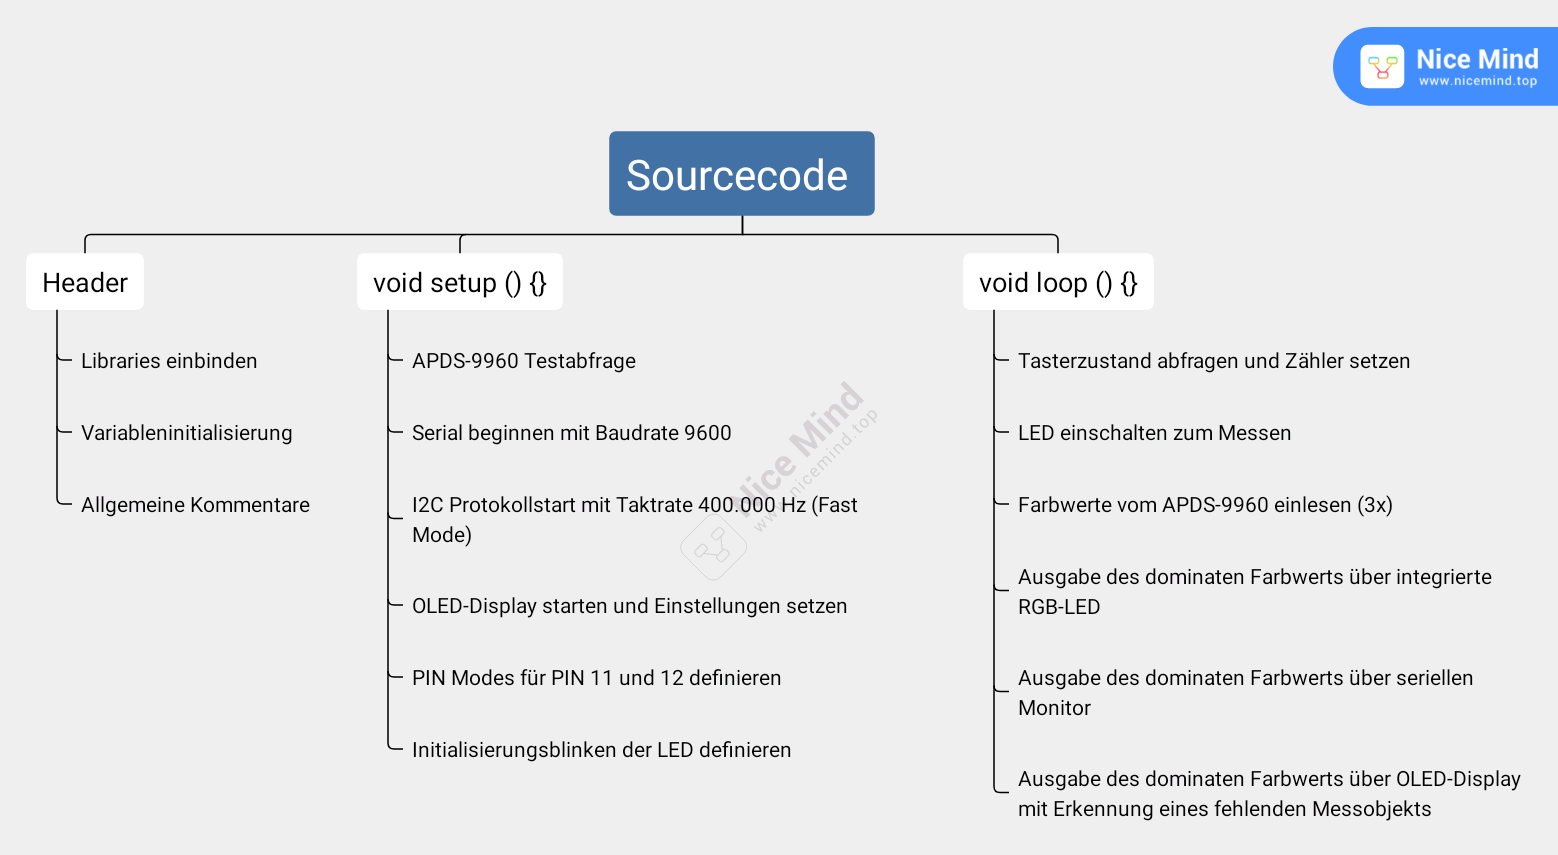 Nice Mind
www.nicemind.top
Sourcecode
Header
Libraries einbinden
Variableninitialisierung
Allgemeine Kommentare
void setup () {}
APDS-9960 Testabfrage
Serial beginnen mit Baudrate 9600
I2C Protokollstart mit Taktrate 400.000 Hz (Fast
Mode)
OLED-Display starten und Einstellungen setzen
PIN Modes für PIN 11 und 12 definieren
Initialisierungsblinken der LED definieren
void loop () {}
Tasterzustand abfragen und Zähler setzen
LED einschalten zum Messen
Farbwerte vom APDS-9960 einlesen (3x)
Ausgabe des dominaten Farbwerts über integrierte
RGB-LED
Ausgabe des dominaten Farbwerts über seriellen
Monitor
Ausgabe des dominaten Farbwerts über OLED-Display
mit Erkennung eines fehlenden Messobjekts
Nice Mind
www.nicemind.top